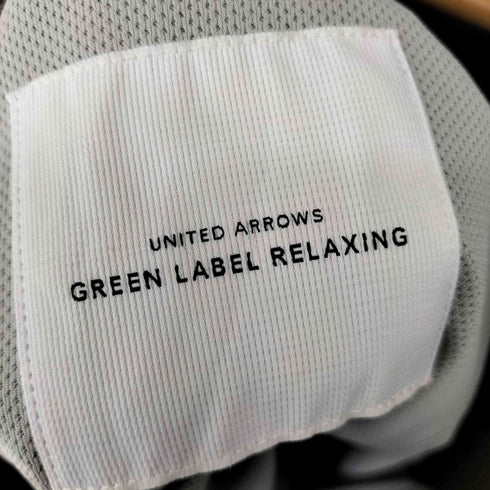 UNITED ARROWS
GREEN LABEL RELAXING